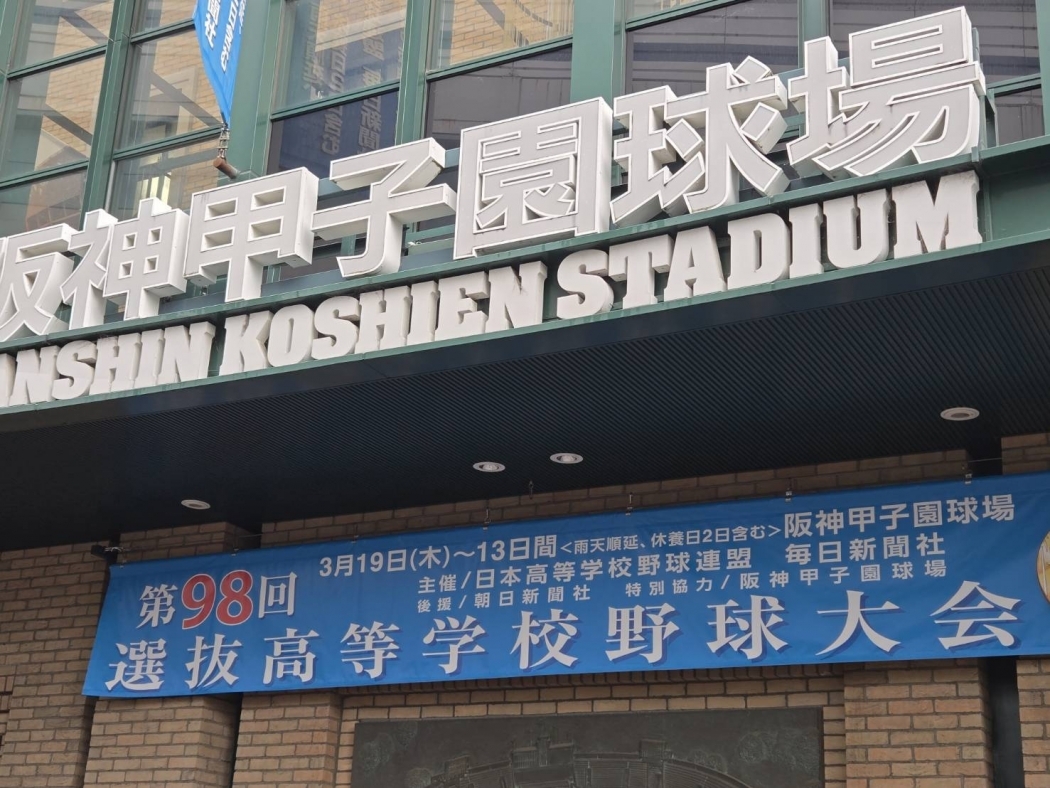 阪神甲子園球場
HANSHIN KOSHIEN STADIUM
3月19日(木)～13日間<雨天順延、休養日2日含む>阪神甲子園球場
主催/日本高等学校野球連盟 毎日新聞社
後援/朝日新聞社 特別協力/阪神甲子園球場
第98回
選抜高等学校野球大会